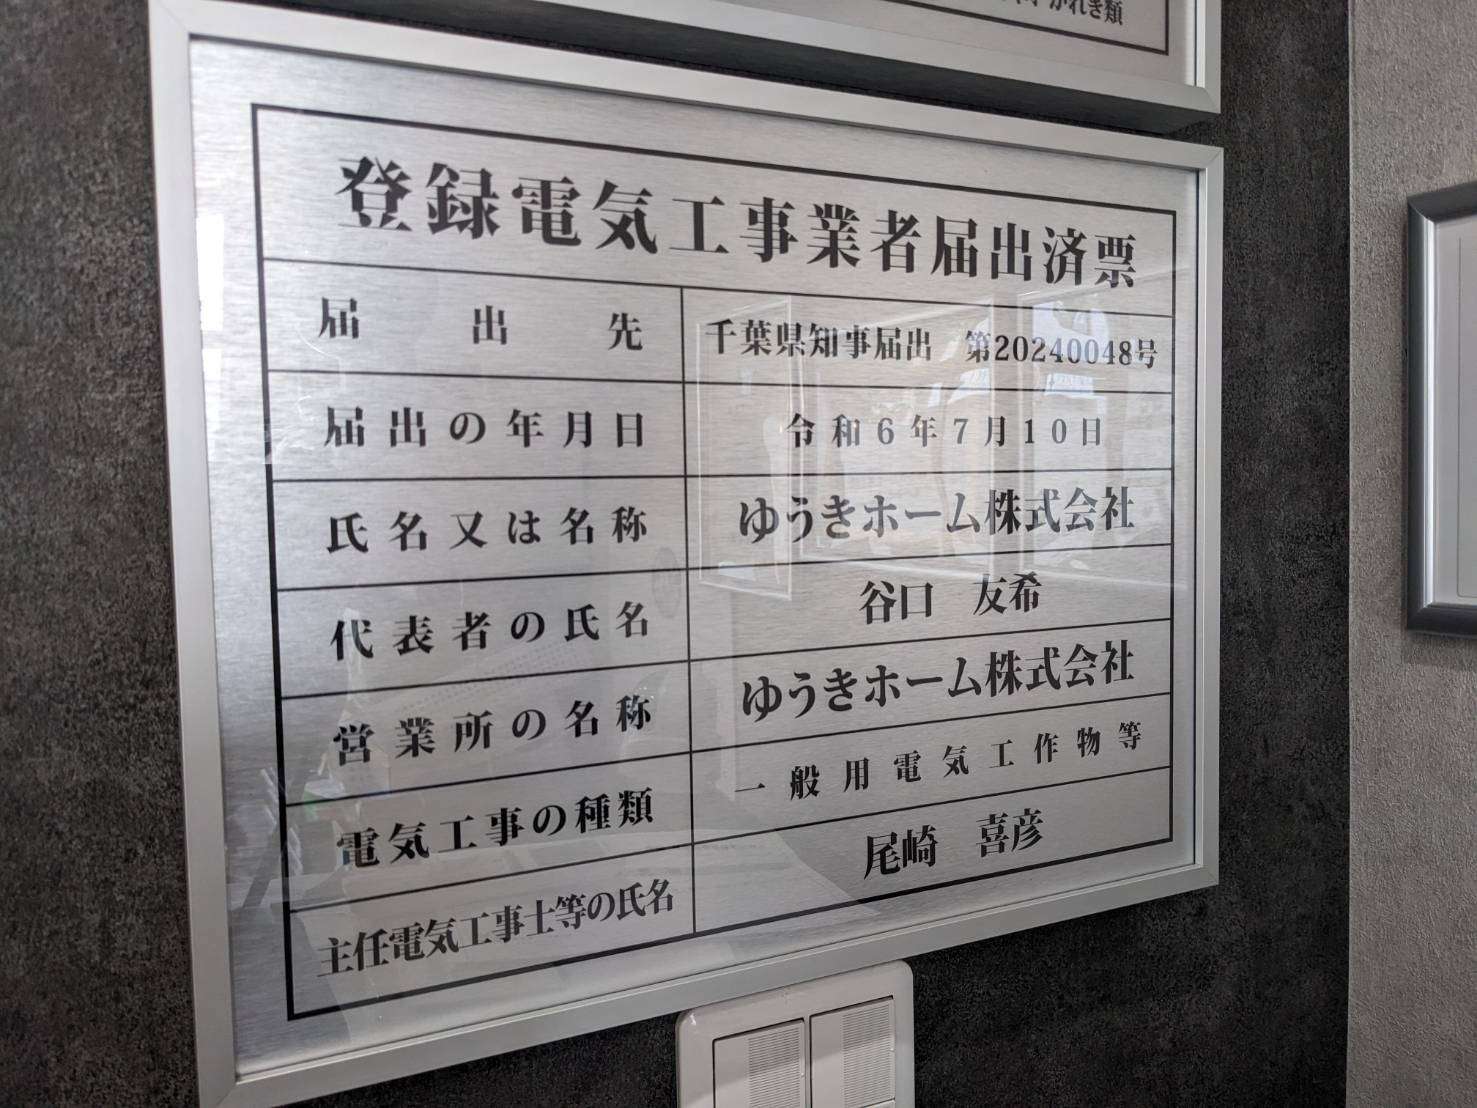 がれき類
登録電気工事業者届出済票
届出先 千葉県知事届出 第20240048号
届出の年月日 令和6年7月10日
氏名又は名称 ゆうきホーム株式会社
代表者の氏名 谷口 友希
営業所の名称 ゆうきホーム株式会社
電気工事の種類 一般用電気工作物等
主任電気工事士等の氏名 尾崎 喜彦